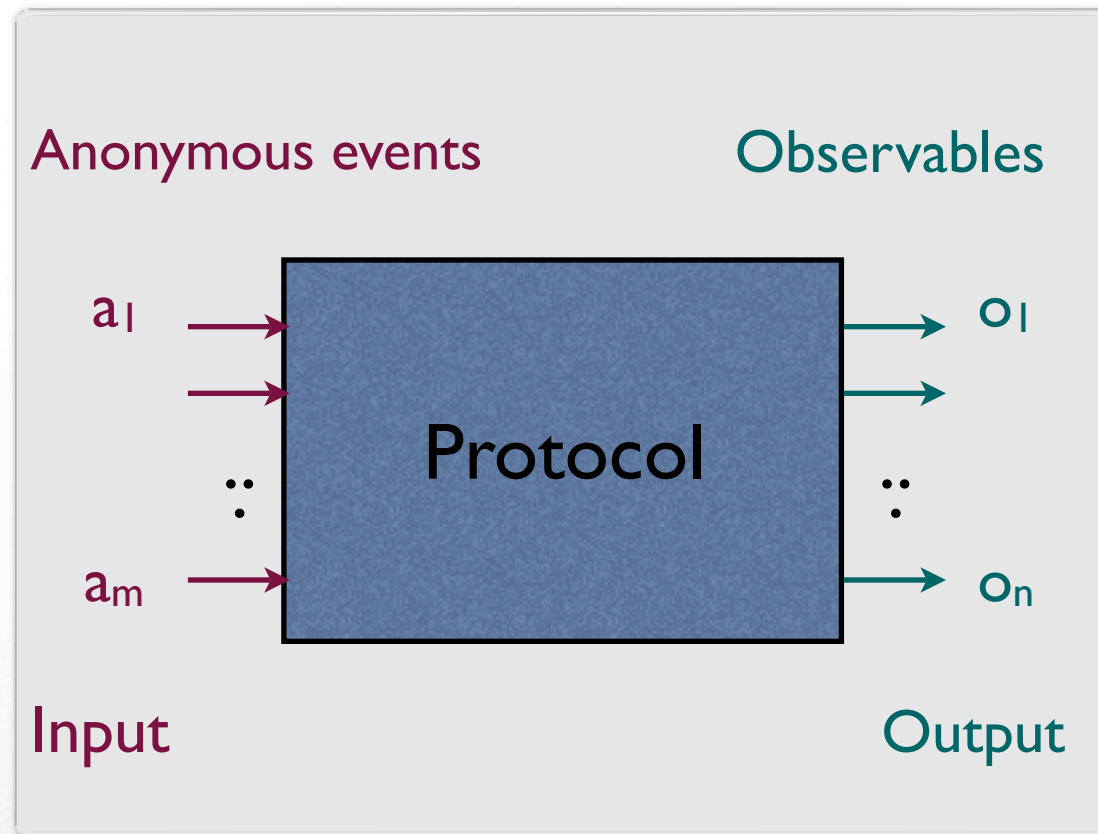 Anonymous events Observables
a₁ o₁
Protocol
aₘ oₙ
Input Output